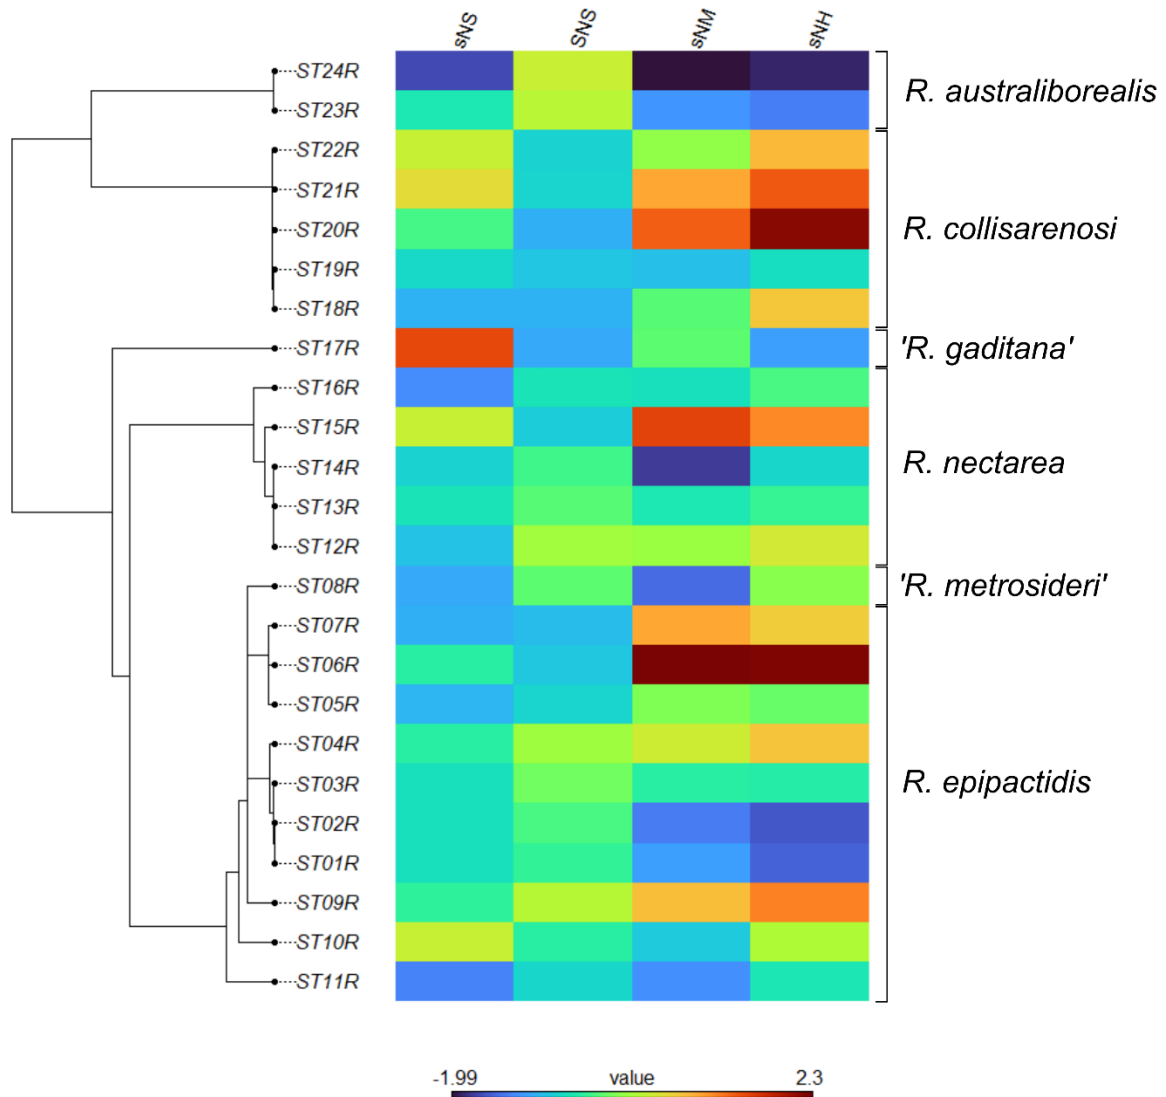 sNS SNS sNM sNH
ST24R
R. australiborealis
ST23R
ST22R
ST21R
ST20R
R. collisarenosi
ST19R
ST18R
ST17R
'R. gaditana'
ST16R
ST15R
ST14R
R. nectarea
ST13R
ST12R
ST08R
'R. metrosideri'
ST07R
ST06R
ST05R
ST04R
ST03R
R. epipactidis
ST02R
ST01R
ST09R
ST10R
ST11R
-1.99 value 2.3